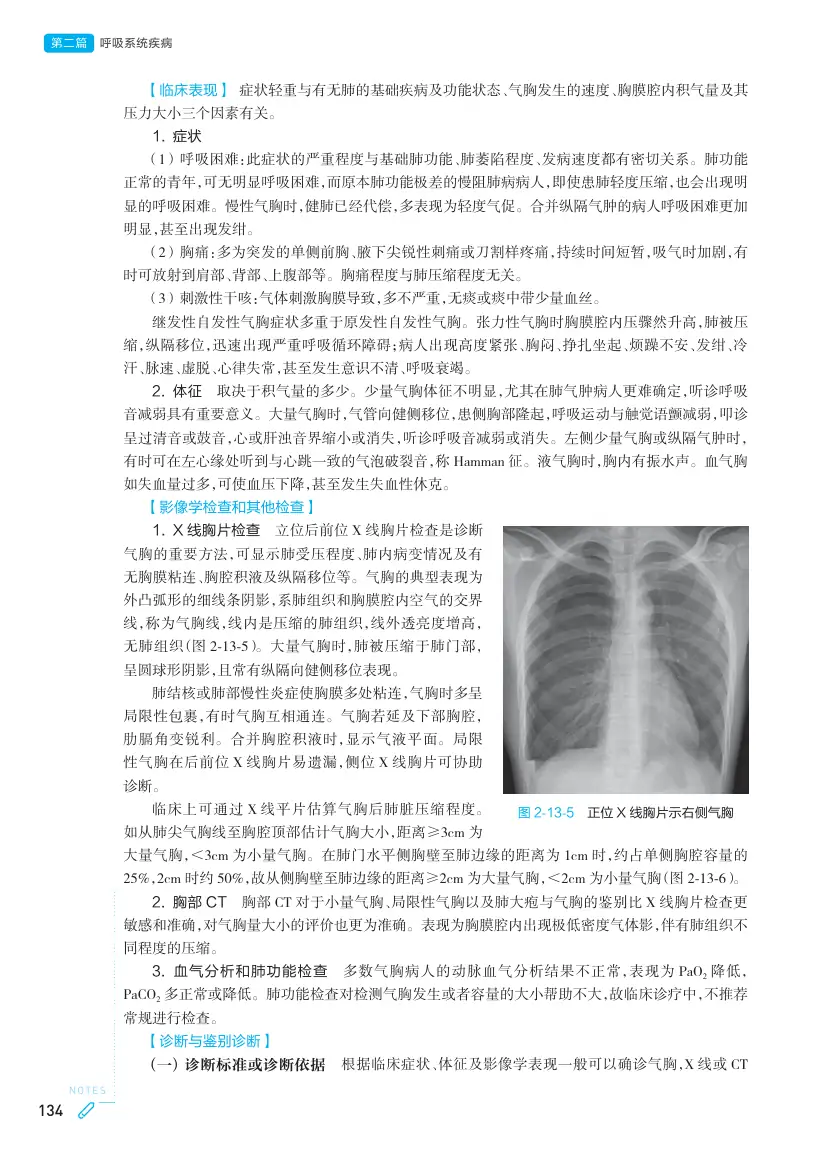 第二篇 呼吸系统疾病
【临床表现】 症状轻重与有无肺的基础疾病及功能状态、气胸发生的速度、胸膜腔内积气量及其
压力大小三个因素有关。
1. 症状
(1)呼吸困难:此症状的严重程度与基础肺功能、肺萎陷程度、发病速度都有密切关系。肺功能
正常的青年,可无明显呼吸困难,而原本肺功能极差的慢阻肺病病人,即使患肺轻度压缩,也会出现明
显的呼吸困难。慢性气胸时,健肺已经代偿,多表现为轻度气促。合并纵隔气肿的病人呼吸困难更加
明显,甚至出现发绀。
(2)胸痛:多为突发的单侧前胸、腋下尖锐性刺痛或刀割样疼痛,持续时间短暂,吸气时加剧,有
时可放射到肩部、背部、上腹部等。胸痛程度与肺压缩程度无关。
(3)刺激性干咳:气体刺激胸膜导致,多不严重,无痰或痰中带少量血丝。
继发性自发性气胸症状多重于原发性自发性气胸。张力性气胸时胸膜腔内压骤然升高,肺被压
缩,纵隔移位,迅速出现严重呼吸循环障碍;病人出现高度紧张、胸闷、挣扎坐起、烦躁不安、发绀、冷
汗、脉速、虚脱、心律失常,甚至发生意识不清、呼吸衰竭。
2. 体征 取决于积气量的多少。少量气胸体征不明显,尤其在肺气肿病人更难确定,听诊呼吸
音减弱具有重要意义。大量气胸时,气管向健侧移位,患侧胸部隆起,呼吸运动与触觉语颤减弱,叩诊
呈过清音或鼓音,心或肝浊音界缩小或消失,听诊呼吸音减弱或消失。左侧少量气胸或纵隔气肿时,
有时可在左心缘处听到与心跳一致的气泡破裂音,称 Hamman 征。液气胸时,胸内有振水声。血气胸
如失血量过多,可使血压下降,甚至发生失血性休克。
【影像学检查和其他检查】
1. X 线胸片检查 立位后前位 X 线胸片检查是诊断
气胸的重要方法,可显示肺受压程度、肺内病变情况及有
无胸膜粘连、胸腔积液及纵隔移位等。气胸的典型表现为
外凸弧形的细线条阴影,系肺组织和胸膜腔内空气的交界
线,称为气胸线,线内是压缩的肺组织,线外透亮度增高,
无肺组织(图 2-13-5)。大量气胸时,肺被压缩于肺门部,
呈圆球形阴影,且常有纵隔向健侧移位表现。
肺结核或肺部慢性炎症使胸膜多处粘连,气胸时多呈
局限性包裹,有时气胸互相通连。气胸若延及下部胸腔,
肋膈角变锐利。合并胸腔积液时,显示气液平面。局限
性气胸在后前位 X 线胸片易遗漏,侧位 X 线胸片可协助
诊断。
图 2-13-5 正位 X 线胸片示右侧气胸
临床上可通过 X 线平片估算气胸后肺脏压缩程度。
如从肺尖气胸线至胸腔顶部估计气胸大小,距离≥3cm 为
大量气胸,<3cm 为小量气胸。在肺门水平侧胸壁至肺边缘的距离为 1cm 时,约占单侧胸腔容量的
25%,2cm 时约 50%,故从侧胸壁至肺边缘的距离≥2cm 为大量气胸,<2cm 为小量气胸(图 2-13-6)。
2. 胸部 CT 胸部 CT 对于小量气胸、局限性气胸以及肺大疱与气胸的鉴别比 X 线胸片检查更
敏感和准确,对气胸量大小的评价也更为准确。表现为胸膜腔内出现极低密度气体影,伴有肺组织不
同程度的压缩。
3. 血气分析和肺功能检查 多数气胸病人的动脉血气分析结果不正常,表现为 PaO₂ 降低,
PaCO₂ 多正常或降低。肺功能检查对检测气胸发生或者容量的大小帮助不大,故临床诊疗中,不推荐
常规进行检查。
【诊断与鉴别诊断】
(一)诊断标准或诊断依据 根据临床症状、体征及影像学表现一般可以确诊气胸,X 线或 CT
NOTES
134